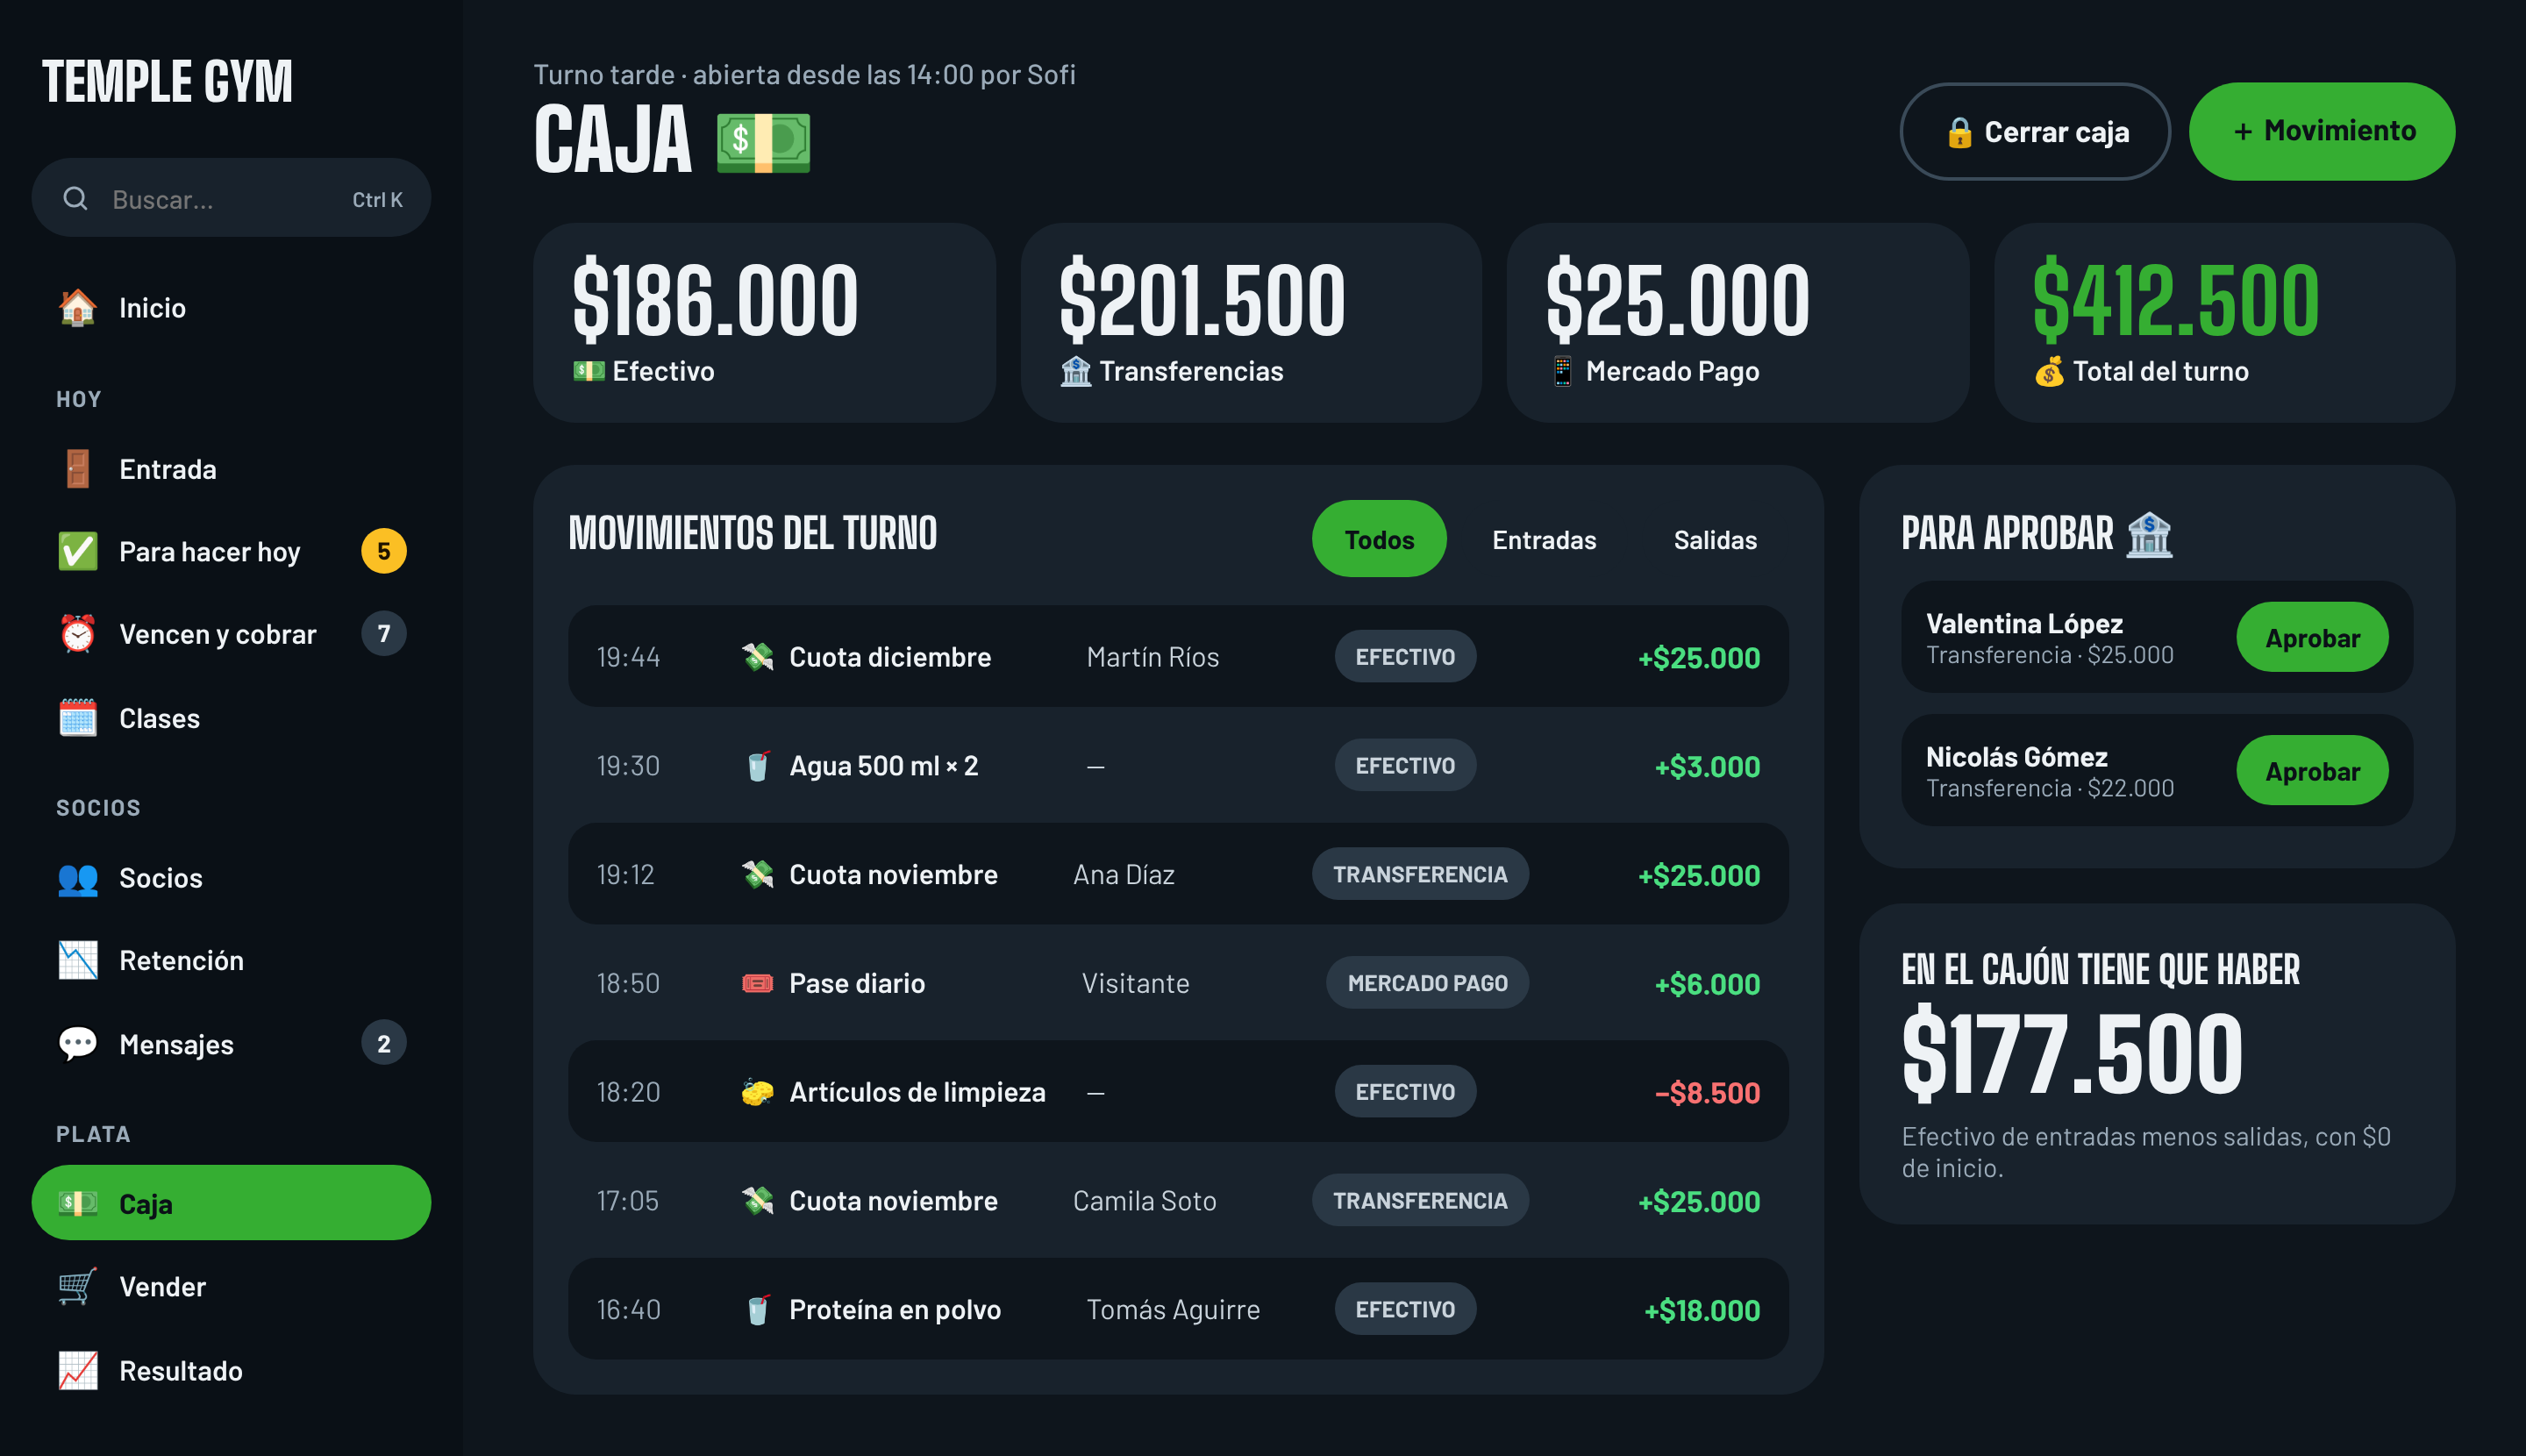 TEMPLE GYM
Buscar... Ctrl K
Inicio
HOY
Entrada
Para hacer hoy 5
Vencen y cobrar 7
Clases
SOCIOS
Socios
Retención
Mensajes 2
PLATA
Caja
Vender
Resultado
Turno tarde · abierta desde las 14:00 por Sofi
CAJA
Cerrar caja
+ Movimiento
$186.000
Efectivo
$201.500
Transferencias
$25.000
Mercado Pago
$412.500
Total del turno
MOVIMIENTOS DEL TURNO
Todos Entradas Salidas
19:44 Cuota diciembre Martín Ríos EFECTIVO +$25.000
19:30 Agua 500 ml × 2 — EFECTIVO +$3.000
19:12 Cuota noviembre Ana Díaz TRANSFERENCIA +$25.000
18:50 Pase diario Visitante MERCADO PAGO +$6.000
18:20 Artículos de limpieza — EFECTIVO −$8.500
17:05 Cuota noviembre Camila Soto TRANSFERENCIA +$25.000
16:40 Proteína en polvo Tomás Aguirre EFECTIVO +$18.000
PARA APROBAR
Valentina López
Transferencia · $25.000
Aprobar
Nicolás Gómez
Transferencia · $22.000
Aprobar
EN EL CAJÓN TIENE QUE HABER
$177.500
Efectivo de entradas menos salidas, con $0
de inicio.